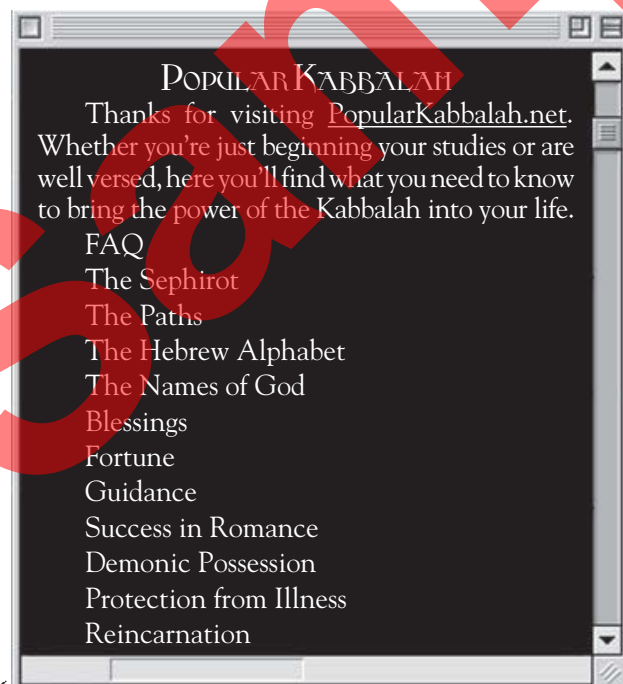 POPULAR KABBALAH
Thanks for visiting PopularKabbalah.net.
Whether you're just beginning your studies or are
well versed, here you'll find what you need to know
to bring the power of the Kabbalah into your life.
FAQ
The Sephirot
The Paths
The Hebrew Alphabet
The Names of God
Blessings
Fortune
Guidance
Success in Romance
Demonic Possession
Protection from Illness
Reincarnation